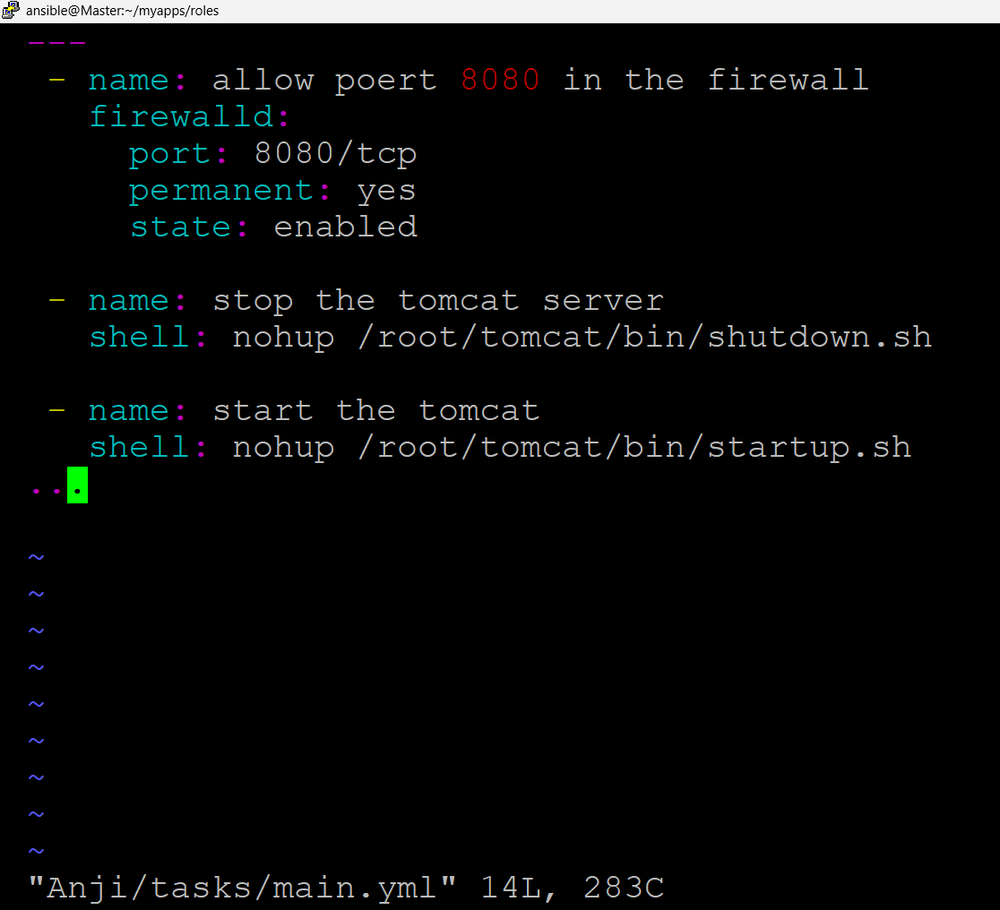 ansible@Master:~/myapps/roles
---
- name: allow poert 8080 in the firewall
firewalld:
port: 8080/tcp
permanent: yes
state: enabled
- name: stop the tomcat server
shell: nohup /root/tomcat/bin/shutdown.sh
- name: start the tomcat
shell: nohup /root/tomcat/bin/startup.sh
...
~
~
~
~
~
~
~
~
~
"Anji/tasks/main.yml" 14L, 283C